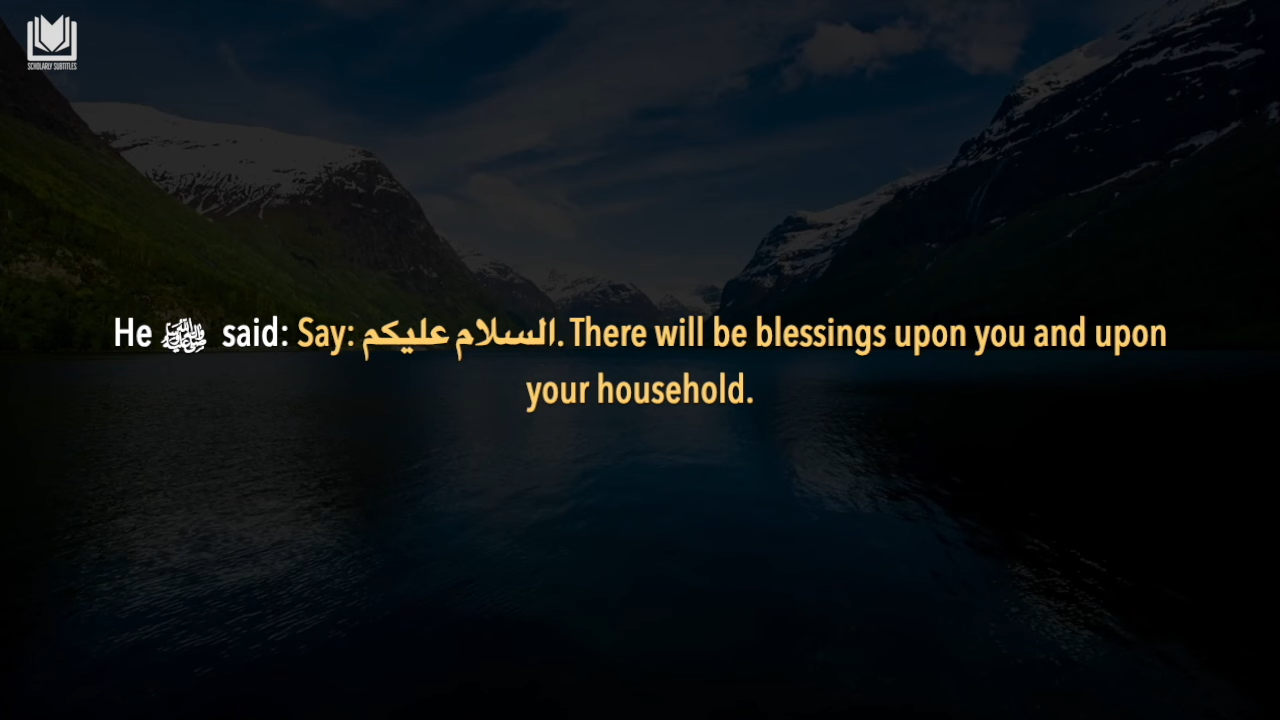 SCHOLARLY SUBTITLES
He ﷺ said: Say: السلام عليكم. There will be blessings upon you and upon
your household.